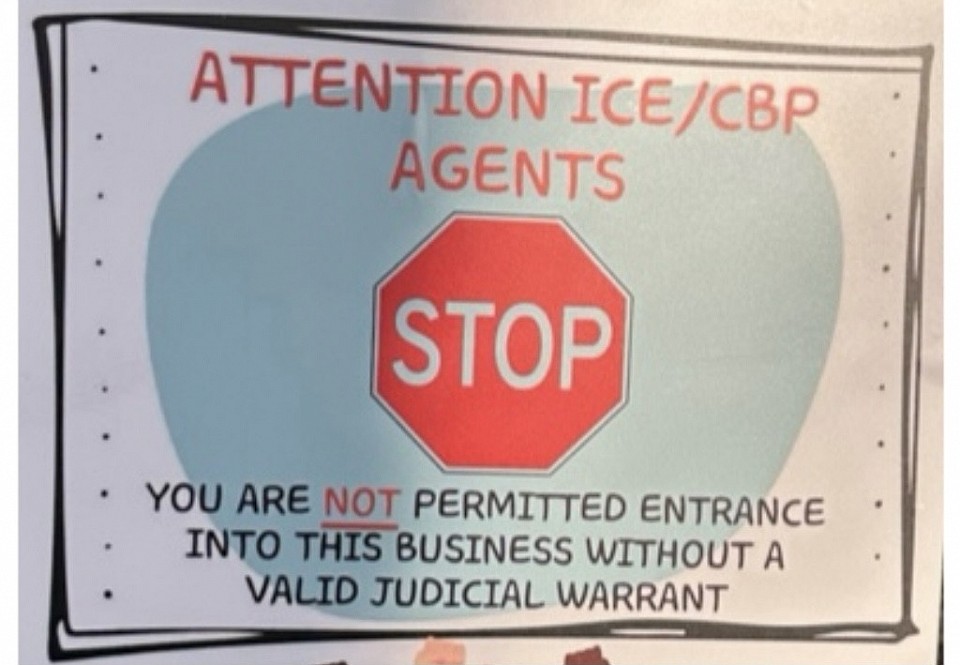 ATTENTION ICE/CBP
AGENTS
STOP
YOU ARE NOT PERMITTED ENTRANCE
INTO THIS BUSINESS WITHOUT A
VALID JUDICIAL WARRANT